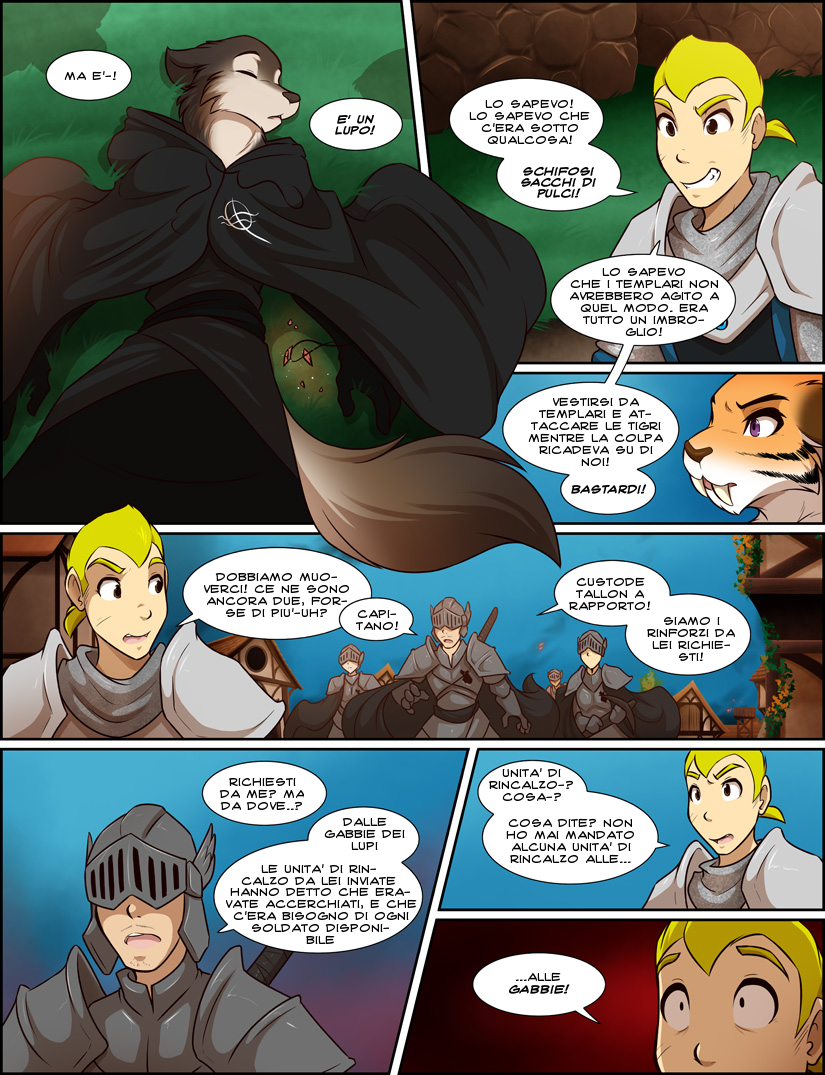 MA E'-!
E' UN
LUPO!
LO SAPEVO!
LO SAPEVO CHE
C'ERA SOTTO
QUALCOSA!
SCHIFOSI
SACCHI DI
PULCI!
LO SAPEVO
CHE I TEMPLARI NON
AVREBBERO AGITO A
QUEL MODO. ERA
TUTTO UN IMBRO-
GLIO!
VESTIRSI DA
TEMPLARI E AT-
TACCARE LE TIGRI
MENTRE LA COLPA
RICADEVA SU DI
NOI!
BASTARDI!
DOBBIAMO MUO-
VERCI! CE NE SONO
ANCORA DUE, FOR-
SE DI PIU'-UH?
CAPI-
TANO!
CUSTODE
TALLON A
RAPPORTO!
SIAMO I
RINFORZI DA
LEI RICHIE-
STI!
RICHIESTI
DA ME? MA
DA DOVE..?
DALLE
GABBIE DEI
LUPI
LE UNITA' DI RIN-
CALZO DA LEI INVIATE
HANNO DETTO CHE ERA-
VATE ACCERCHIATI, E CHE
C'ERA BISOGNO DI OGNI
SOLDATO DISPONI-
BILE
UNITA' DI
RINCALZO-?
COSA-?
COSA DITE? NON
HO MAI MANDATO
ALCUNA UNITA' DI
RINCALZO ALLE...
...ALLE
GABBIE!